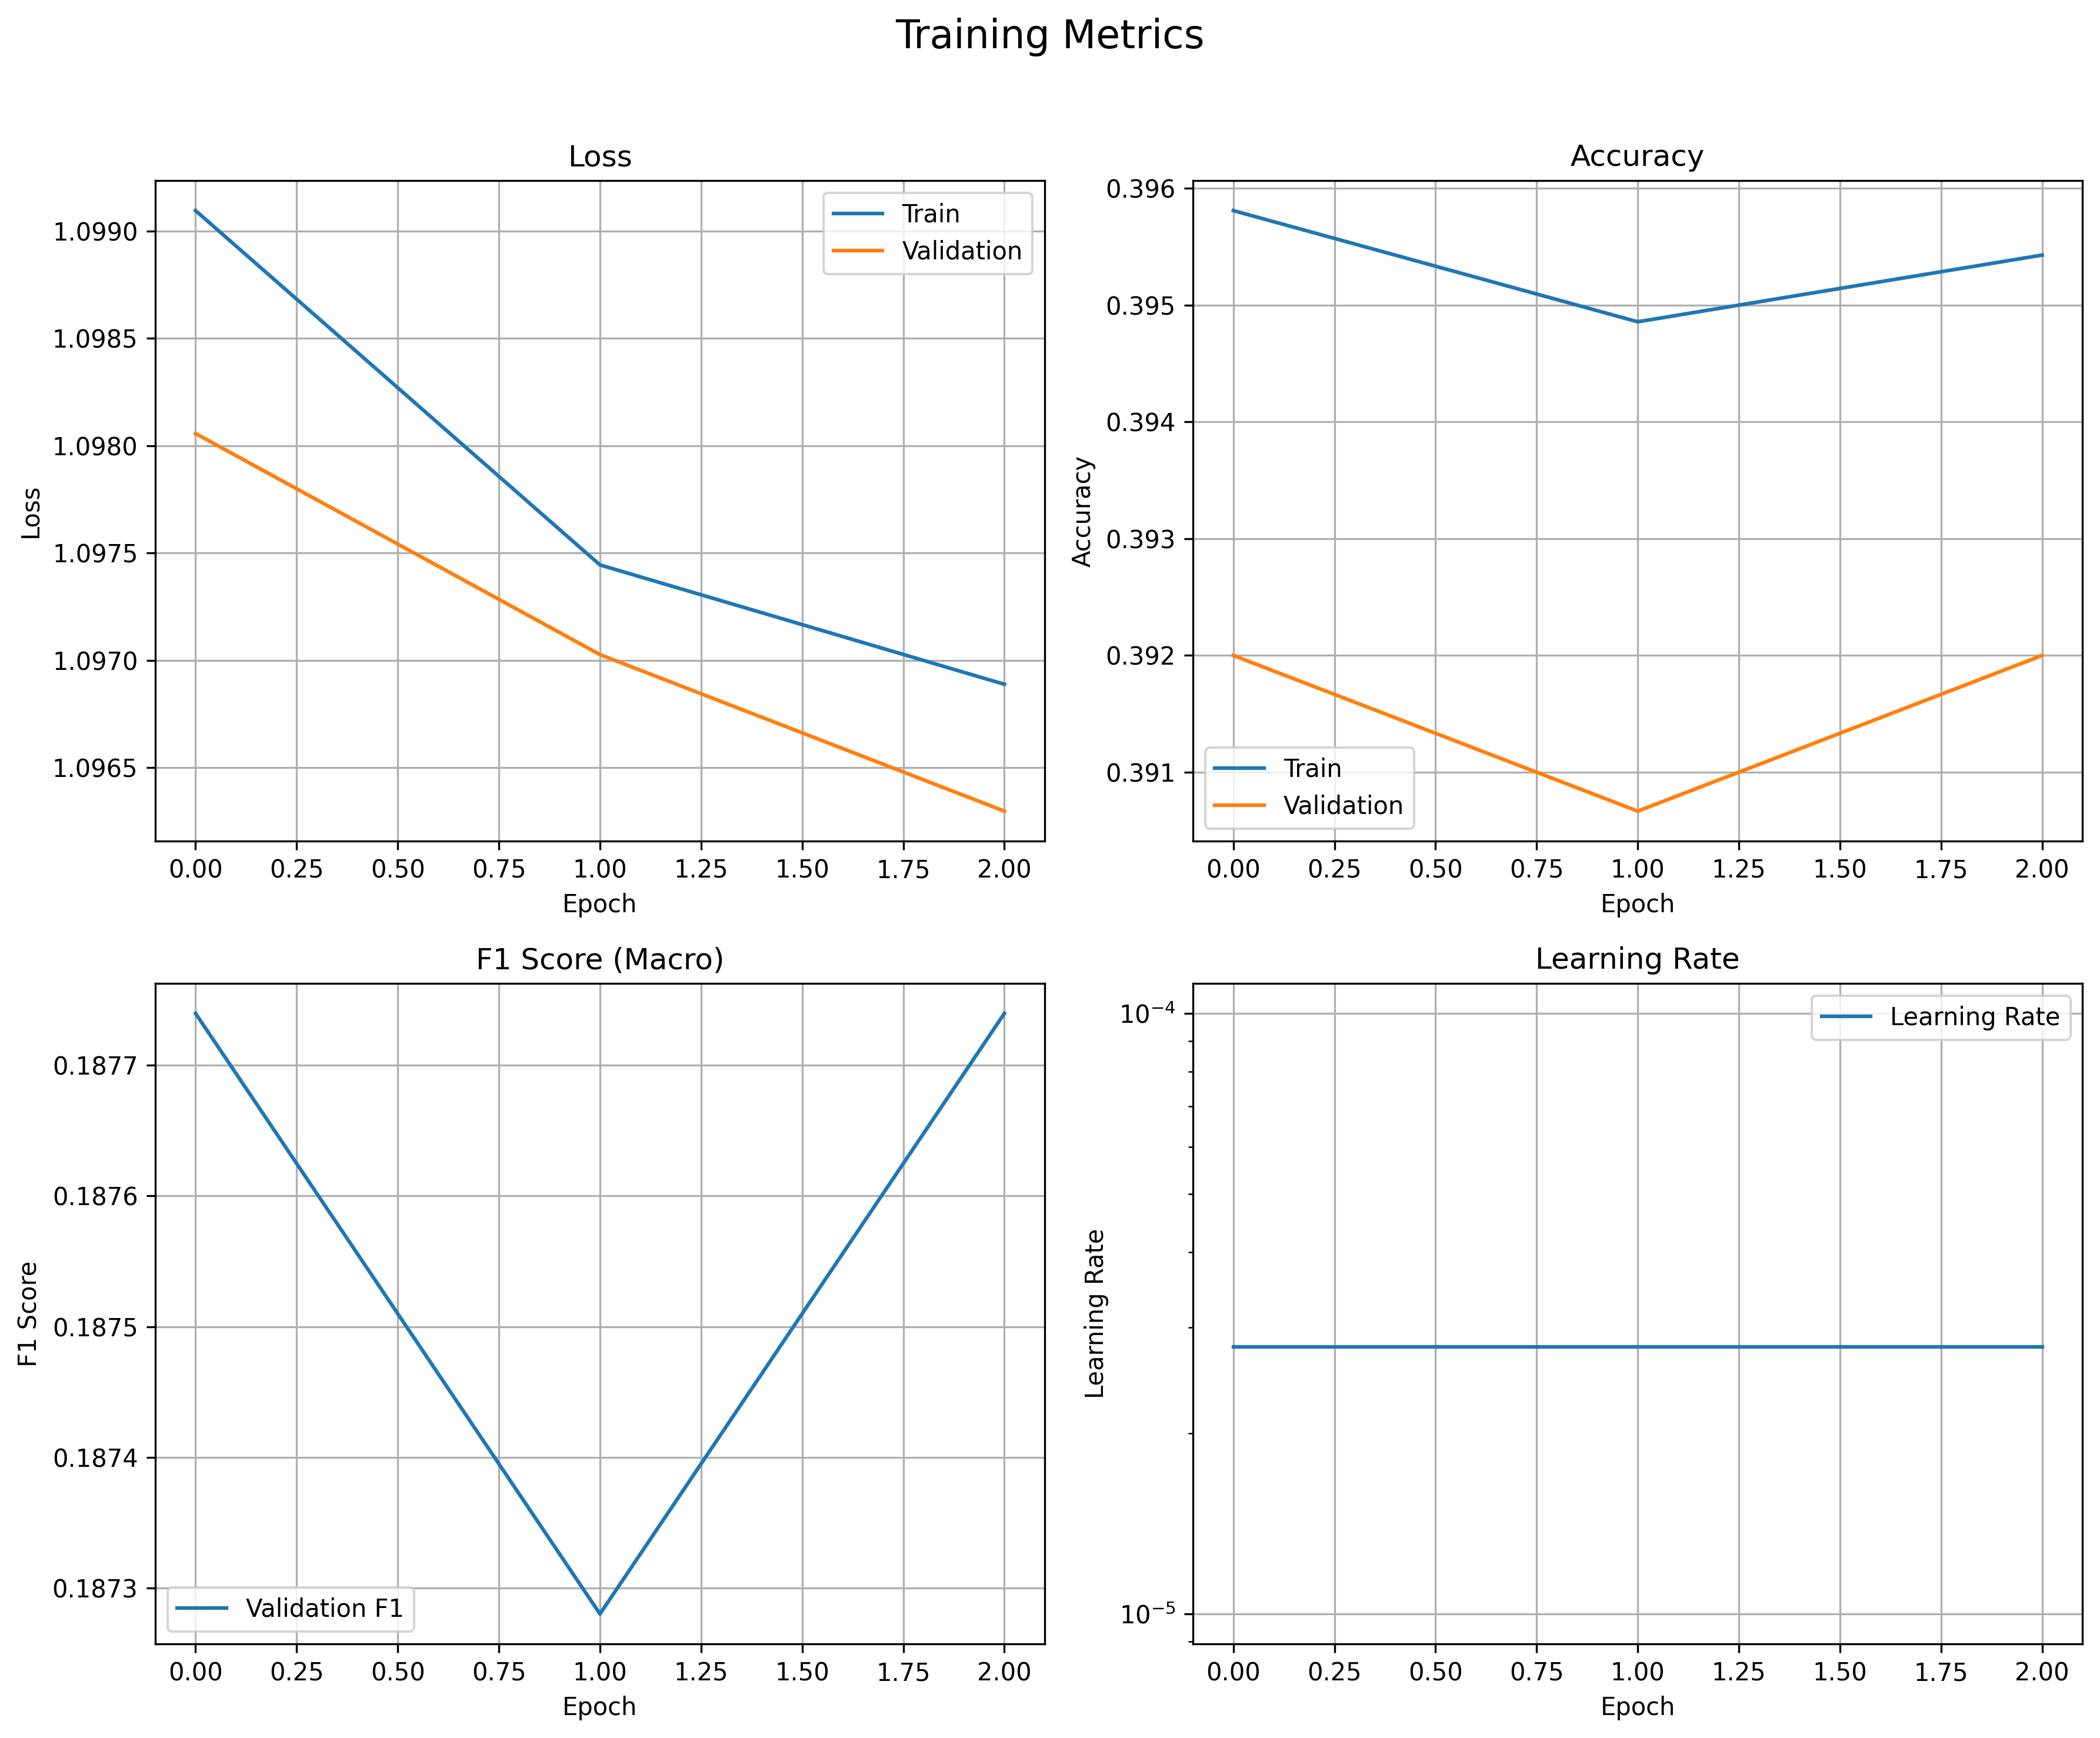 Training Metrics
Loss
Train
Validation
1.0990
1.0985
1.0980
1.0975
1.0970
1.0965
Loss
0.00 0.25 0.50 0.75 1.00 1.25 1.50 1.75 2.00
Epoch
Accuracy
0.396
0.395
0.394
0.393
0.392
0.391
Accuracy
Train
Validation
0.00 0.25 0.50 0.75 1.00 1.25 1.50 1.75 2.00
Epoch
F1 Score (Macro)
0.1877
0.1876
0.1875
0.1874
0.1873
F1 Score
Validation F1
0.00 0.25 0.50 0.75 1.00 1.25 1.50 1.75 2.00
Epoch
Learning Rate
Learning Rate
10⁻⁴
10⁻⁵
Learning Rate
0.00 0.25 0.50 0.75 1.00 1.25 1.50 1.75 2.00
Epoch